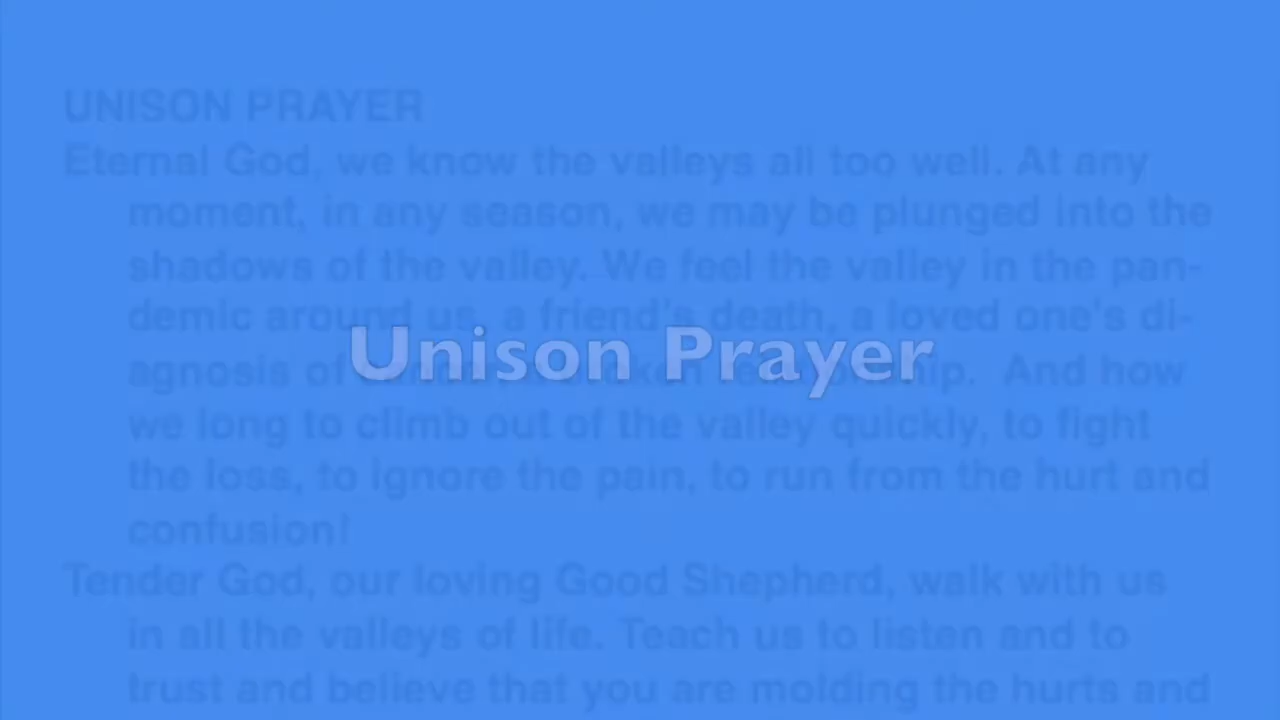 UNISON PRAYER
Eternal God, we know the valleys all too well. At any
moment, in any season, we may be plunged into the
shadows of the valley. We feel the valley in the pan-
demic around us, a friend's death, a loved one's di-
Unison Prayer
agnosis of broken relationship. And how
we long to climb out of the valley quickly, to fight
the loss, to ignore the pain, to run from the hurt and
confusion!
Tender God, our loving Good Shepherd, walk with us
in all the valleys of life. Teach us to listen and to
trust and believe that you are molding the hurts and